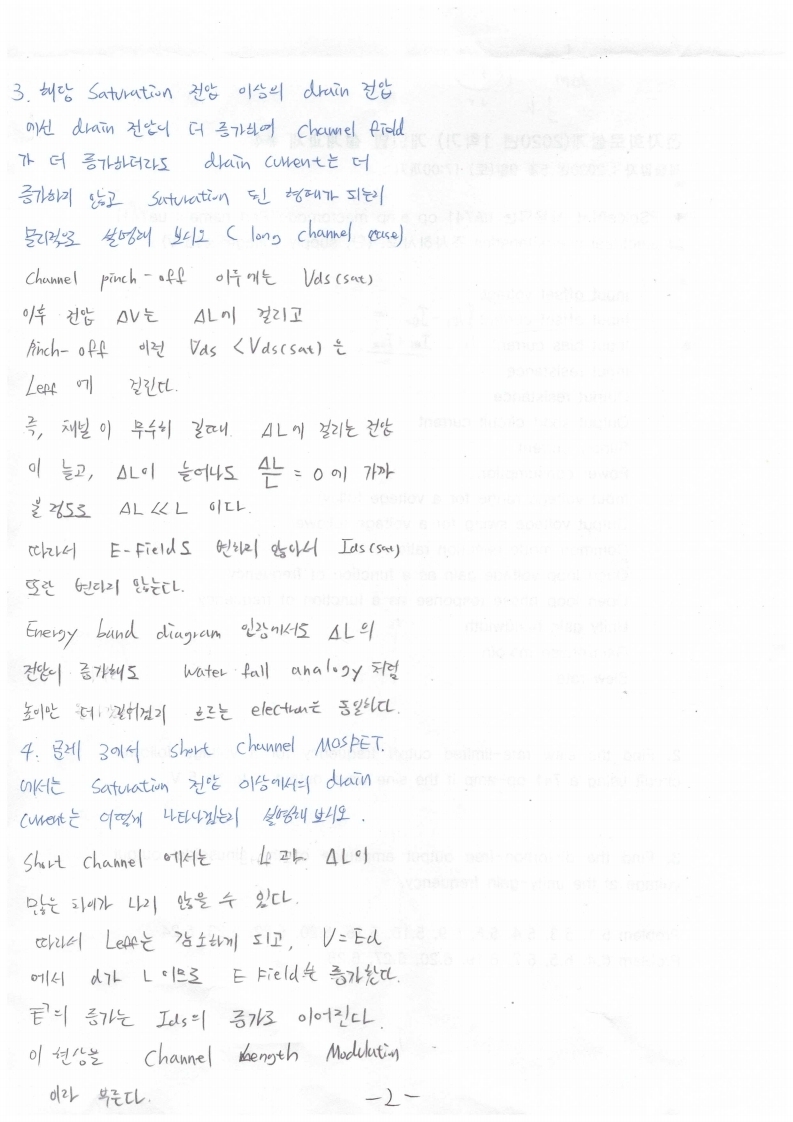 3. 해당 Saturation 전압 이상의 drain 전압
에선 drain 전압이 더 증가하여 Channel field
가 더 증가하더라도 drain current는 더
증가하지 않고 Saturation 된 형태가 되는지
물리적으로 설명해 보시오 (long channel case)
Channel pinch-off 이후에는 Vds(sat)
이후 전압 ΔV는 ΔL에 걸리고
Pinch-off 이전 Vds < Vds(sat) 은
Leff 에 걸린다.
즉, 채널이 무수히 길때 ΔL에 걸리는 전압
이 늘고, ΔL이 늘어나도 ΔL/L = 0 에 가까
울 정도로 ΔL << L 이다.
따라서 E-Field도 변하지 않아서 Ids(sat)
또한 변하지 않는다.
Energy band diagram 인강에서도 ΔL의
전압이 증가해도 water fall analogy 처럼
높이만 더 길어졌지 흐르는 electron은 동일하다.
4. 문제 3에서 short channel MOSFET
에서는 Saturation 전압 이상에서의 drain
current는 어떻게 나타나겠는지 설명해 보시오.
Short channel 에서는 L 과 ΔL이
많은 차이가 나지 않을 수 있다.
따라서 Leff는 감소하게 되고, V=Ed
에서 d가 L 이므로 E Field는 증가한다.
E의 증가는 Ids의 증가로 이어진다
이 현상을 Channel Length Modulation
이라 부른다.
-2-